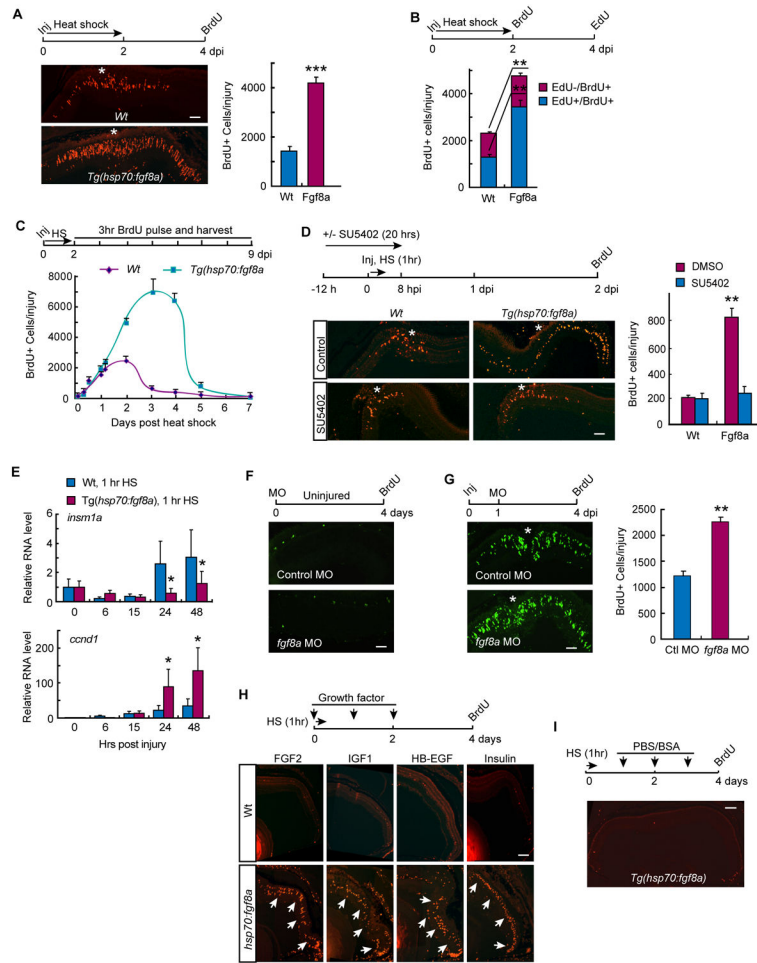 A
Inj Heat shock BrdU
0 2 4 dpi
*
Wt
*
Tg(hsp70:fgf8a)
BrdU+ Cells/injury
4000
2000
0
***
Wt Fgf8a
B
Inj Heat shock BrdU EdU
0 2 4 dpi
BrdU+ Cells/injury
4000
2000
0
**
**
EdU-/BrdU+
EdU+/BrdU+
Wt Fgf8a
C
Inj HS 3hr BrdU pulse and harvest
0 2 9 dpi
Wt Tg(hsp70:fgf8a
BrdU+ Cells/injury
8000
7000
6000
5000
4000
3000
2000
1000
0
0 1 2 3 4 5 6 7
Days post heat shock
D
+/- SU5402 (20 hrs)
Inj, HS (1hr) BrdU
-12 h 0 8 hpi 1 dpi 2 dpi
Wt Tg(hsp70:fgf8a)
Control
*
*
SU5402
*
*
DMSO
SU5402
BrdU+ cells/injury
800
600
400
200
0
**
Wt Fgf8a
E
Wt, 1 hr HS
Tg(hsp70:fgf8a), 1 hr HS
Relative RNA level
insm1a
6
4
2
0
* *
0 6 15 24 48
Relative RNA level
ccnd1
200
100
0
* *
0 6 15 24 48
Hrs post injury
F
MO Uninjured BrdU
0 4 days
Control MO
fgf8a MO
G
Inj MO BrdU
0 1 4 dpi
*
Control MO
*
fgf8a MO
BrdU+ Cells/injury
2500
2000
1500
1000
500
0
**
Ctl MO fgf8a MO
H
Growth factor
HS (1hr) BrdU
0 2 4 days
FGF2 IGF1 HB-EGF Insulin
Wt
hsp70:fgf8a
I
HS (1hr) PBS/BSA BrdU
0 2 4 days
Tg(hsp70:fgf8a)